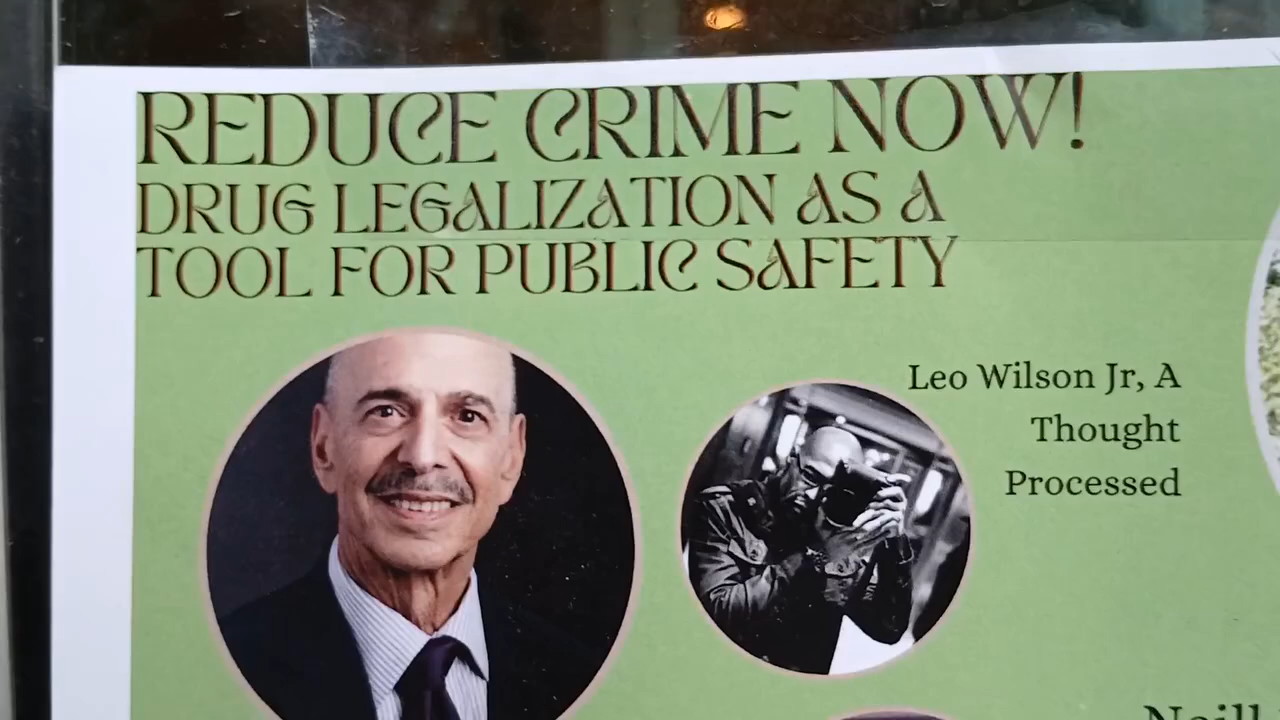 REDUCE CRIME NOW!
DRUG LEGALIZATION AS A
TOOL FOR PUBLIC SAFETY
Leo Wilson Jr, A
Thought
Processed